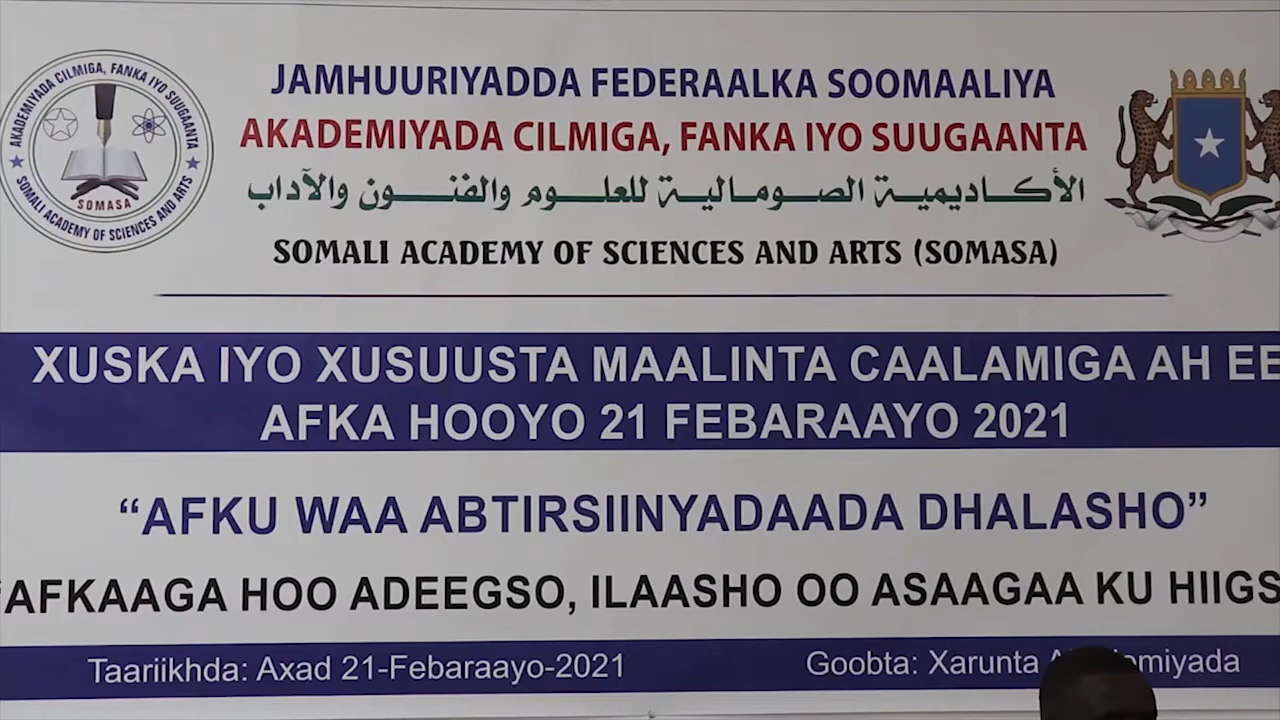 JAMHUURIYADDA FEDERAALKA SOOMAALIYA
AKADEMIYADA CILMIGA, FANKA IYO SUUGAANTA
الأكاديمية الصومالية للعلوم والفنون والآداب
SOMALI ACADEMY OF SCIENCES AND ARTS (SOMASA)
AKADEMIYADA CILMIGA, FANKA IYO SUUGAANTA
SOMASA
SOMALI ACADEMY OF SCIENCES AND ARTS
XUSKA IYO XUSUUSTA MAALINTA CAALAMIGA AH EE
AFKA HOOYO 21 FEBARAAYO 2021
“AFKU WAA ABTIRSIINYADAADA DHALASHO”
“AFKAAGA HOO ADEEGSO, ILAASHO OO ASAAGAA KU HIIGS
Taariikhda: Axad 21-Febaraayo-2021
Goobta: Xarunta